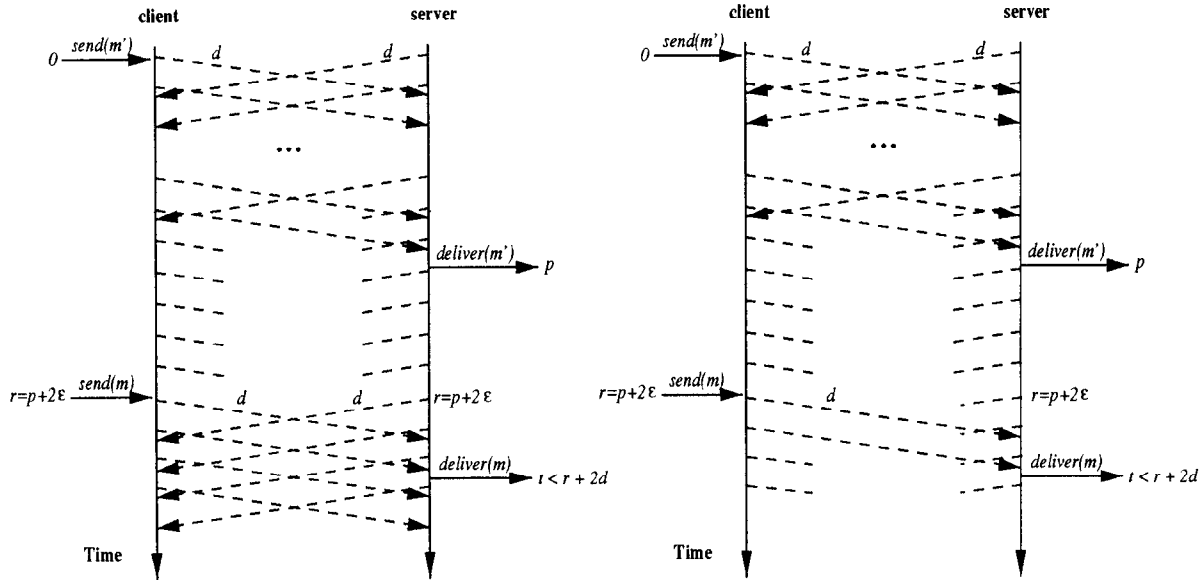 client
server
send(m')
0
d
d
...
deliver(m')
p
send(m)
r=p+2ε
d
d
r=p+2ε
deliver(m)
t < r + 2d
Time
client
server
send(m')
0
d
d
...
deliver(m')
p
send(m)
r=p+2ε
d
r=p+2ε
deliver(m)
t < r + 2d
Time